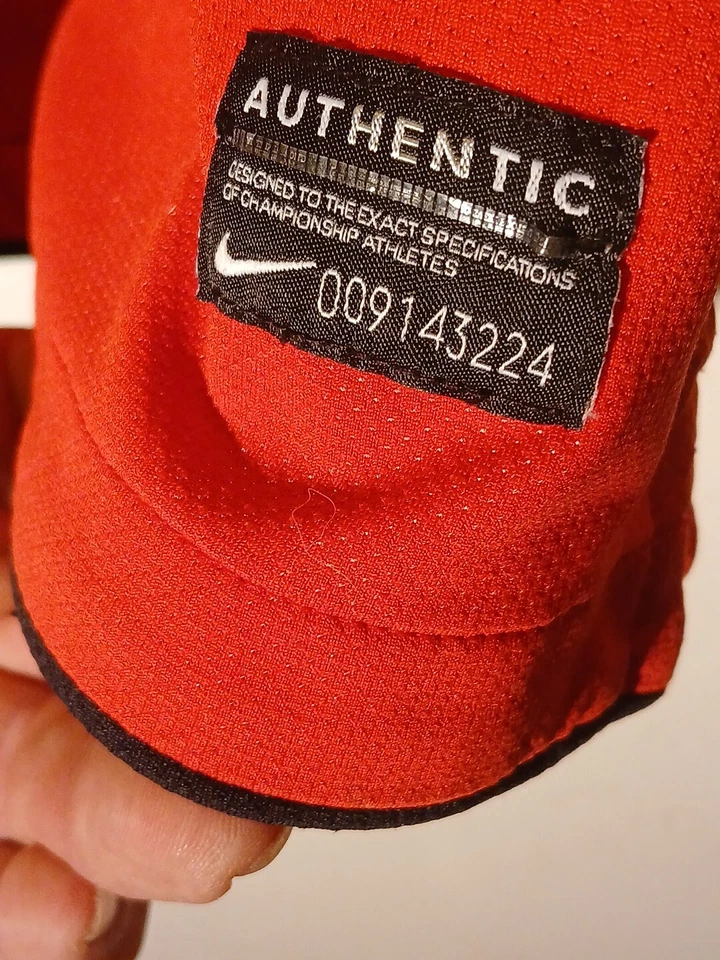 AUTHENTIC
DESIGNED TO THE EXACT SPECIFICATIONS
OF CHAMPIONSHIP ATHLETES
009143224